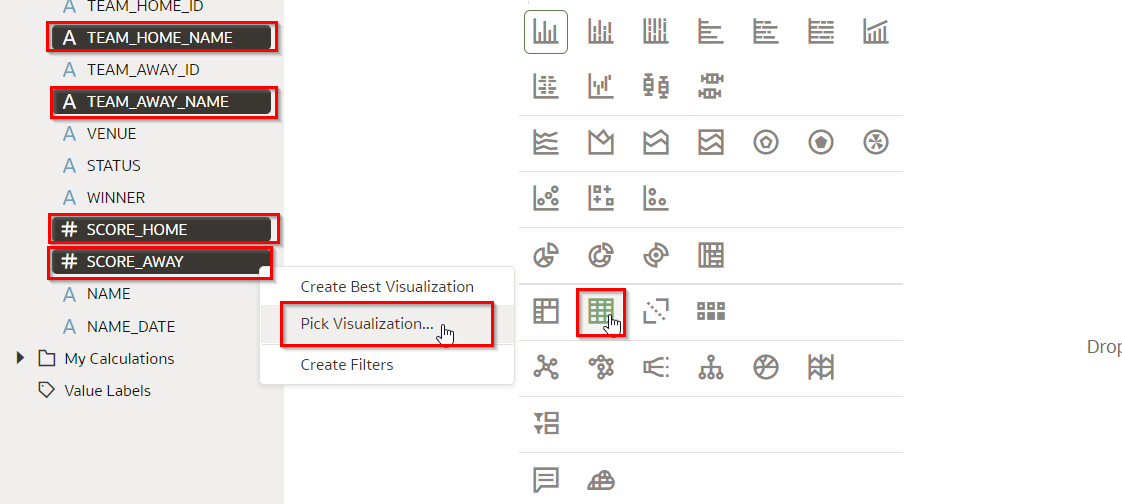 A TEAM_HOME_ID
A TEAM_HOME_NAME
A TEAM_AWAY_ID
A TEAM_AWAY_NAME
A VENUE
A STATUS
A WINNER
# SCORE_HOME
# SCORE_AWAY
A NAME
A NAME_DATE
My Calculations
Value Labels
Create Best Visualization
Pick Visualization...
Create Filters
Drop